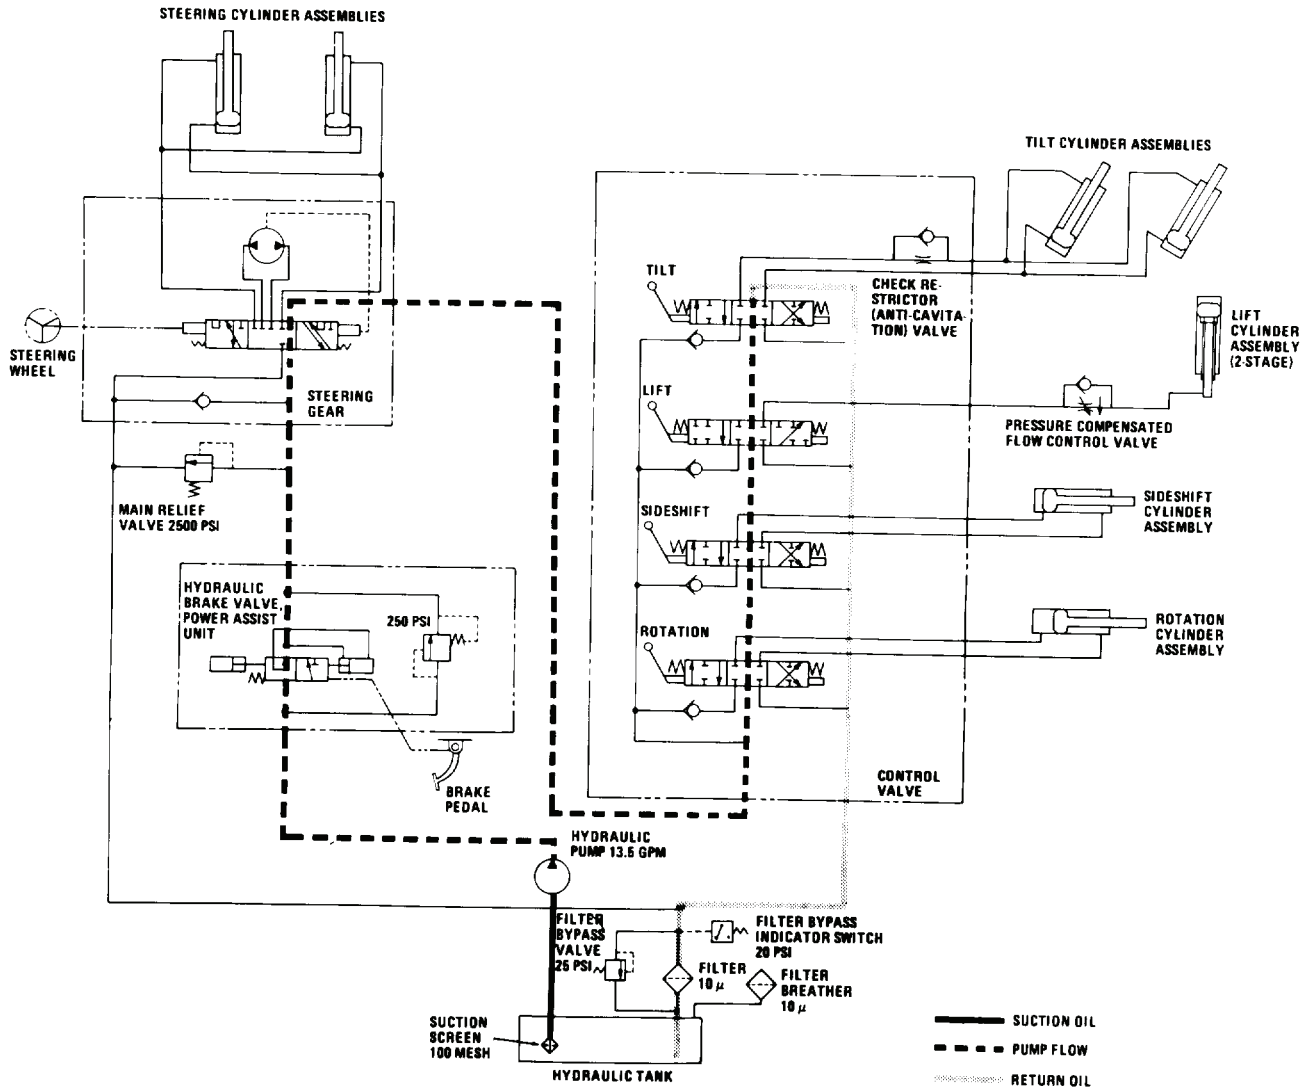 STEERING CYLINDER ASSEMBLIES
TILT CYLINDER ASSEMBLIES
TILT
CHECK RE-
STRICTOR
(ANTI-CAVITA-
TION) VALVE
LIFT
CYLINDER
ASSEMBLY
(2-STAGE)
STEERING
WHEEL
STEERING
GEAR
LIFT
PRESSURE COMPENSATED
FLOW CONTROL VALVE
MAIN RELIEF
VALVE 2500 PSI
SIDESHIFT
SIDESHIFT
CYLINDER
ASSEMBLY
HYDRAULIC
BRAKE VALVE,
POWER ASSIST
UNIT
250 PSI
ROTATION
ROTATION
CYLINDER
ASSEMBLY
BRAKE
PEDAL
CONTROL
VALVE
HYDRAULIC
PUMP 13.5 GPM
FILTER
BYPASS
VALVE
25 PSI
FILTER BYPASS
INDICATOR SWITCH
20 PSI
FILTER
10 μ
FILTER
BREATHER
10 μ
SUCTION
SCREEN
100 MESH
HYDRAULIC TANK
SUCTION OIL
PUMP FLOW
RETURN OIL